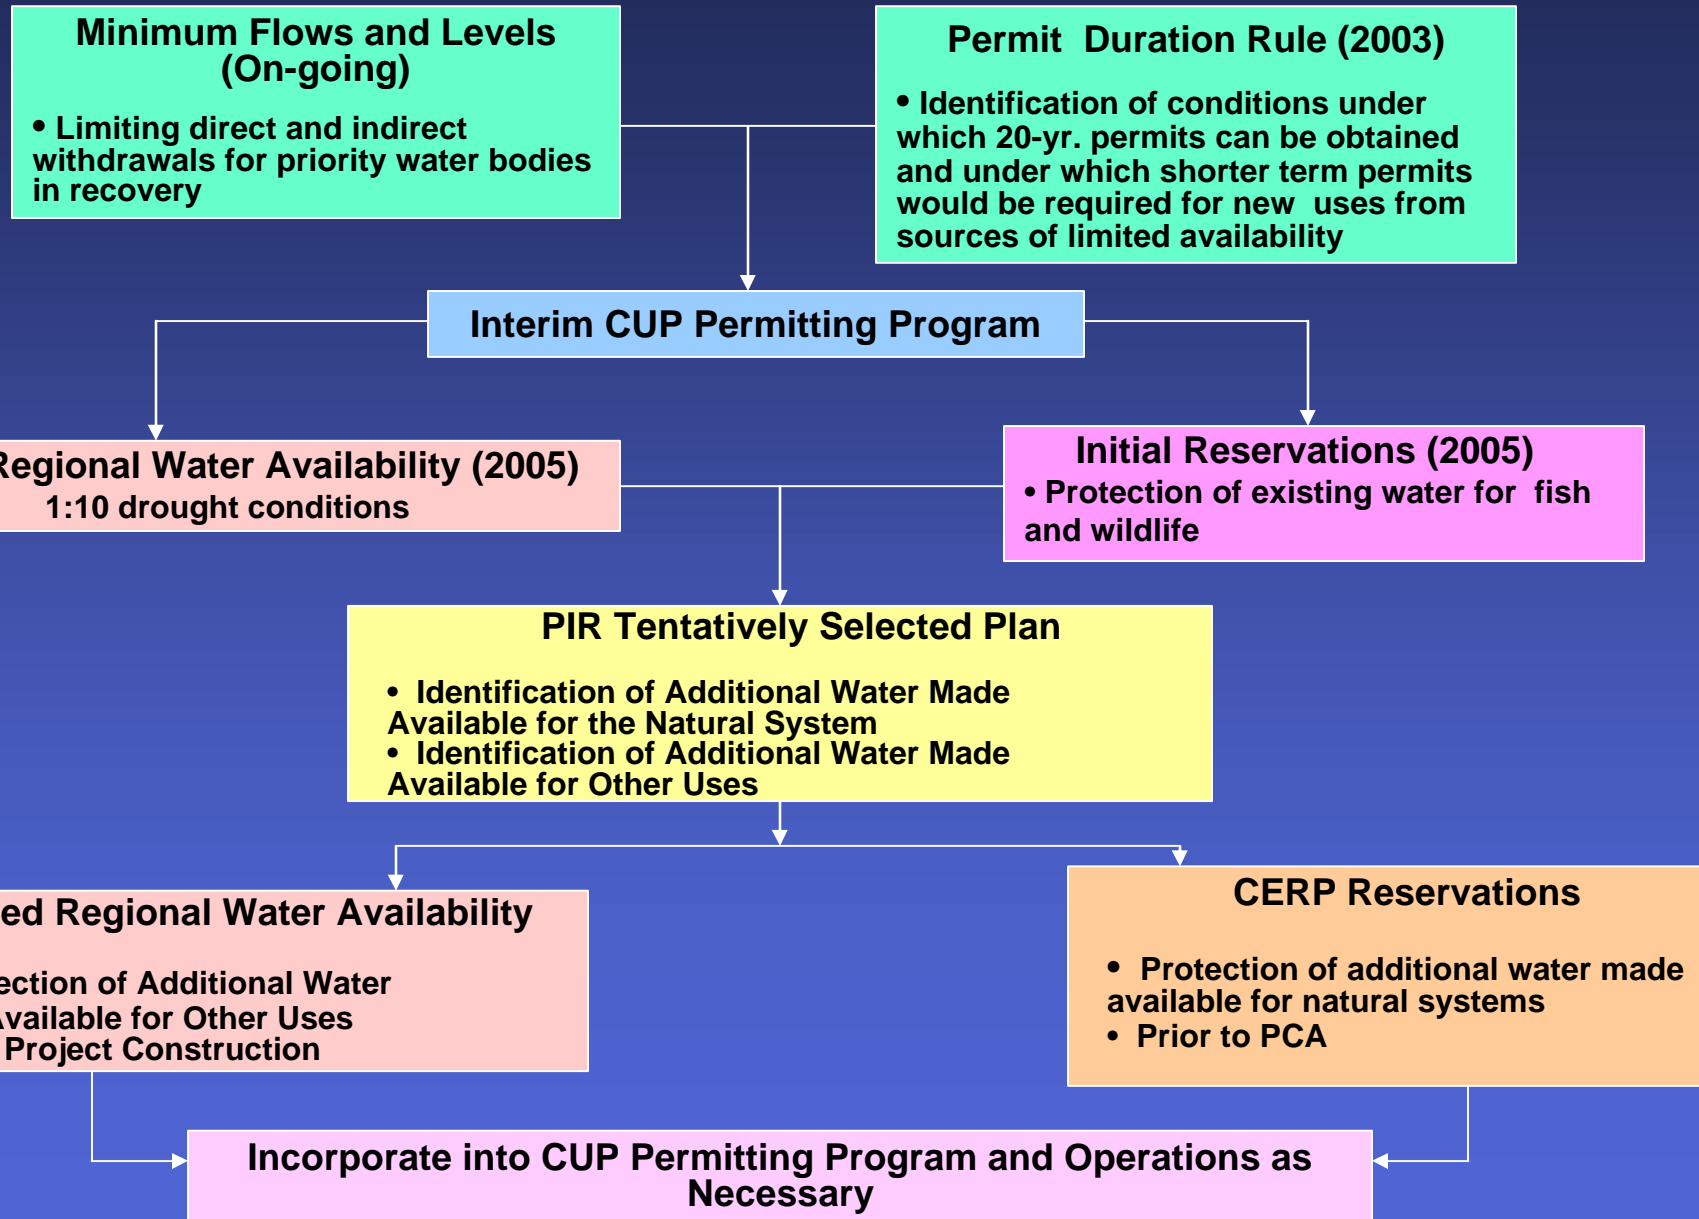 Minimum Flows and Levels
(On-going)
• Limiting direct and indirect
withdrawals for priority water bodies
in recovery
Permit Duration Rule (2003)
• Identification of conditions under
which 20-yr. permits can be obtained
and under which shorter term permits
would be required for new uses from
sources of limited availability
Interim CUP Permitting Program
Regional Water Availability (2005)
1:10 drought conditions
Initial Reservations (2005)
• Protection of existing water for fish
and wildlife
PIR Tentatively Selected Plan
• Identification of Additional Water Made
Available for the Natural System
• Identification of Additional Water Made
Available for Other Uses
Regional Water Availability
of Additional Water
Available for Other Uses
Project Construction
CERP Reservations
• Protection of additional water made
available for natural systems
• Prior to PCA
Incorporate into CUP Permitting Program and Operations as
Necessary